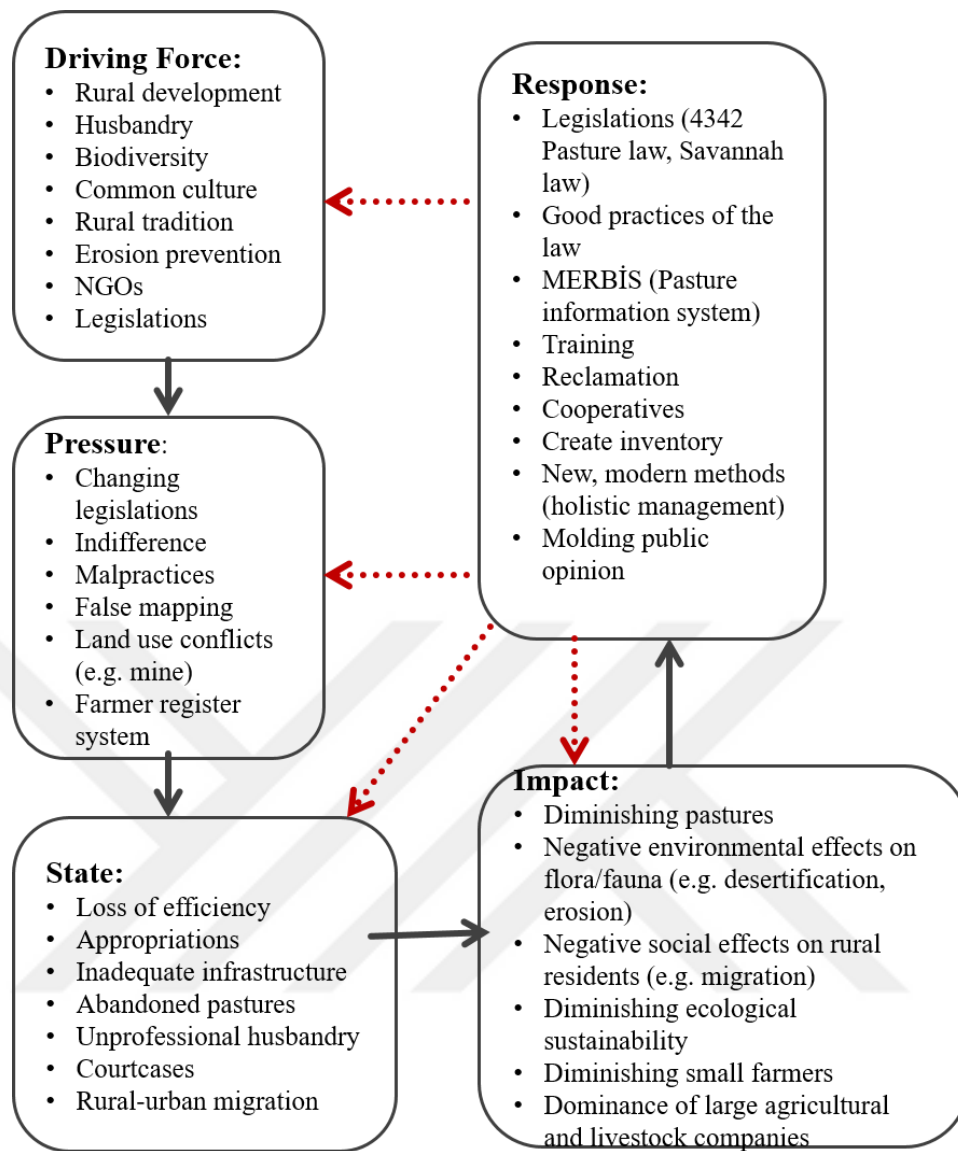 Driving Force:
• Rural development
• Husbandry
• Biodiversity
• Common culture
• Rural tradition
• Erosion prevention
• NGOs
• Legislations
Pressure:
• Changing
legislations
• Indifference
• Malpractices
• False mapping
• Land use conflicts
(e.g. mine)
• Farmer register
system
State:
• Loss of efficiency
• Appropriations
• Inadequate infrastructure
• Abandoned pastures
• Unprofessional husbandry
• Courtcases
• Rural-urban migration
Response:
• Legislations (4342
Pasture law, Savannah
law)
• Good practices of the
law
• MERBİS (Pasture
information system)
• Training
• Reclamation
• Cooperatives
• Create inventory
• New, modern methods
(holistic management)
• Molding public
opinion
Impact:
• Diminishing pastures
• Negative environmental effects on
flora/fauna (e.g. desertification,
erosion)
• Negative social effects on rural
residents (e.g. migration)
• Diminishing ecological
sustainability
• Diminishing small farmers
• Dominance of large agricultural
and livestock companies